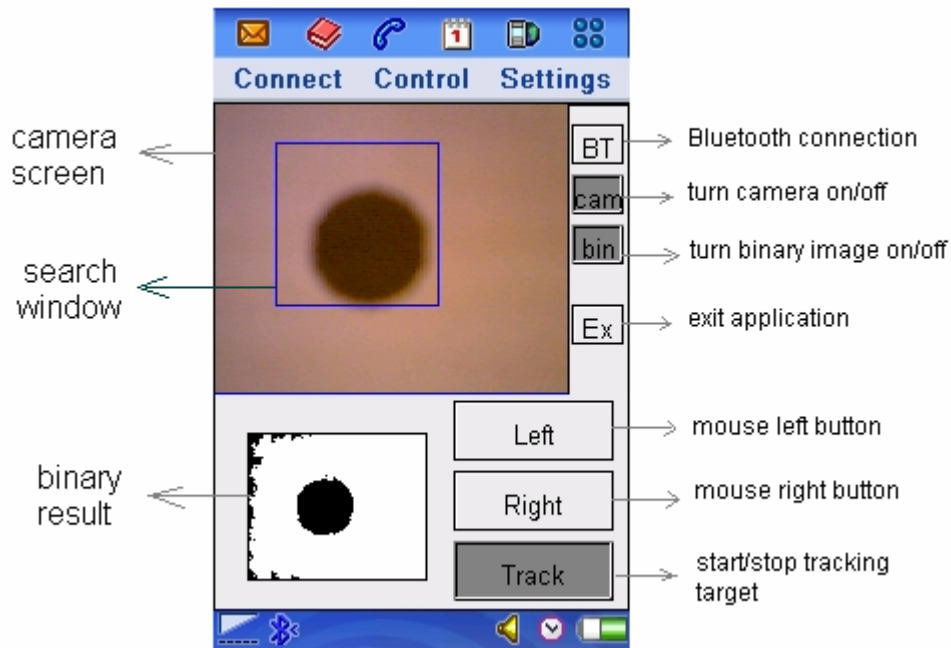 1
Connect Control Settings
camera
screen
BT
Bluetooth connection
cam
turn camera on/off
bin
turn binary image on/off
search
window
Ex
exit application
Left
mouse left button
binary
result
Right
mouse right button
Track
start/stop tracking
target